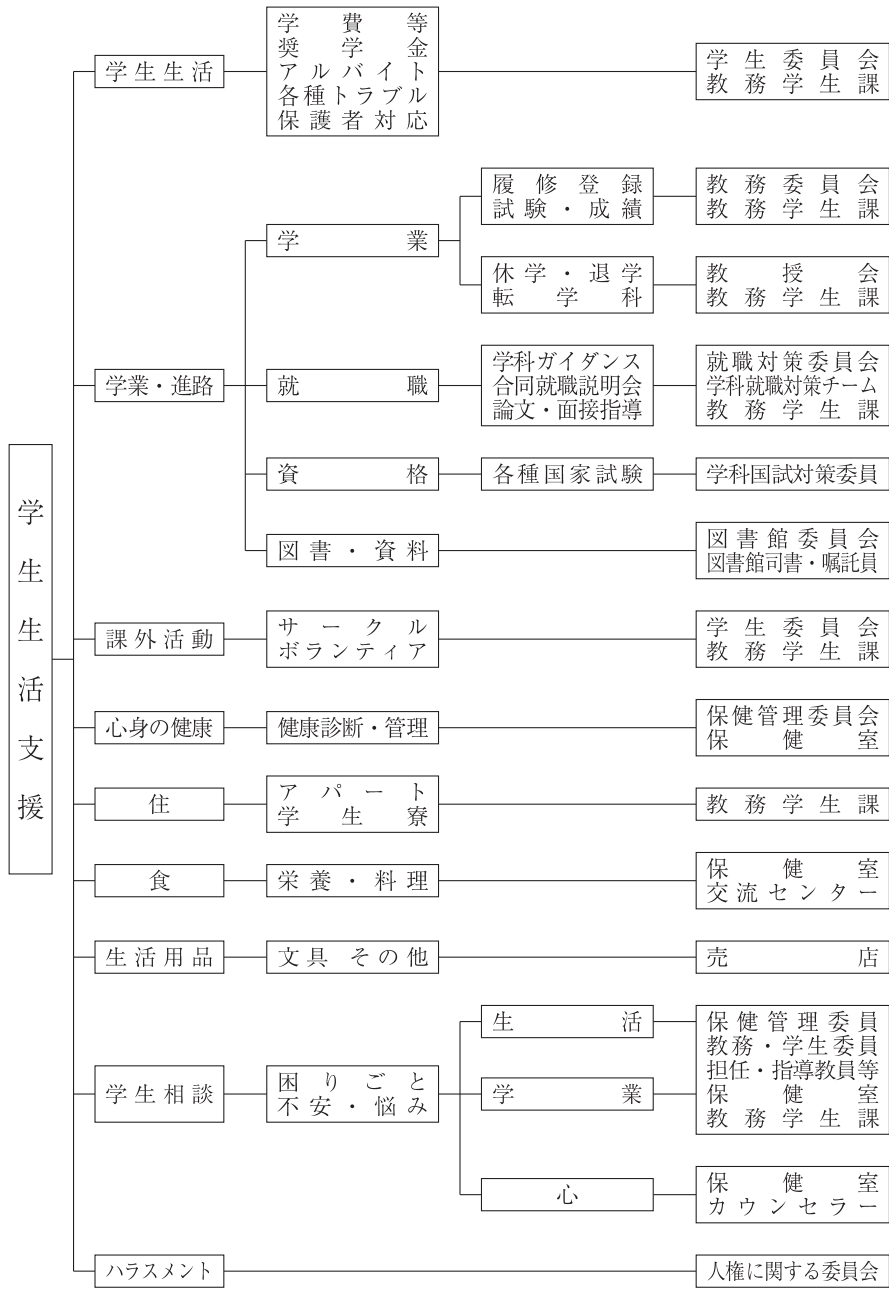 学生生活支援
学生生活
学費等
奨学金
アルバイト
各種トラブル
保護者対応
学生委員会
教務学生課
学業・進路
学業
履修登録
試験・成績
教務委員会
教務学生課
休学・退学
転学科
教授会
教務学生課
就職
学科ガイダンス
合同就職説明会
論文・面接指導
就職対策委員会
学科就職対策チーム
教務学生課
資格
各種国家試験
学科国試対策委員
図書・資料
図書館委員会
図書館司書・嘱託員
課外活動
サークル
ボランティア
学生委員会
教務学生課
心身の健康
健康診断・管理
保健管理委員会
保健室
住
アパート
学生寮
教務学生課
食
栄養・料理
保健室
交流センター
生活用品
文具 その他
売店
学生相談
困りごと
不安・悩み
生活
学業
保健管理委員
教務・学生委員
担任・指導教員等
保健室
教務学生課
心
保健室
カウンセラー
ハラスメント
人権に関する委員会